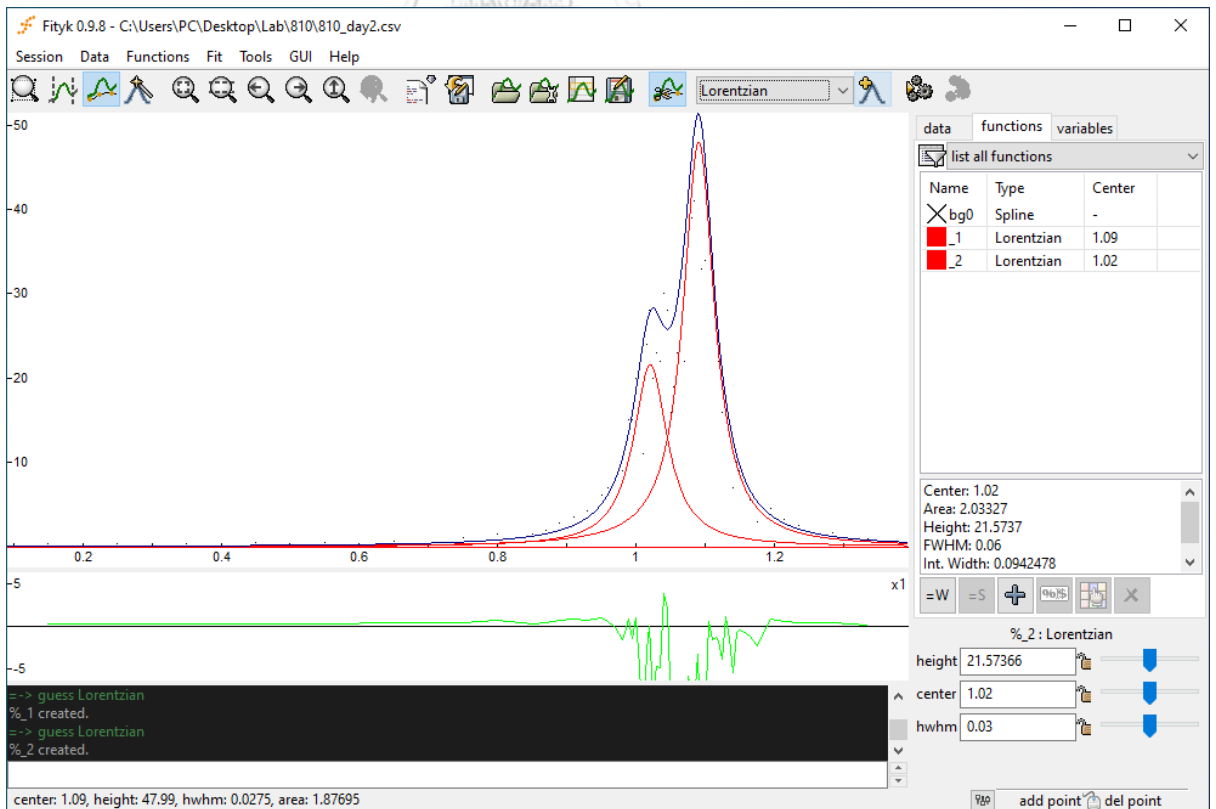 Fityk 0.9.8 - C:\Users\PC\Desktop\Lab\810\810_day2.csv
Session Data Functions Fit Tools GUI Help
Lorentzian
50
40
30
20
10
0.2 0.4 0.6 0.8 1 1.2
5
x1
-5
=-> guess Lorentzian
%_1 created.
=-> guess Lorentzian
%_2 created.
center: 1.09, height: 47.99, hwhm: 0.0275, area: 1.87695
data functions variables
list all functions
Name Type Center
bg0 Spline -
_1 Lorentzian 1.09
_2 Lorentzian 1.02
Center: 1.02
Area: 2.03327
Height: 21.5737
FWHM: 0.06
Int. Width: 0.0942478
=W =S
%_2 : Lorentzian
height 21.57366
center 1.02
hwhm 0.03
add point del point